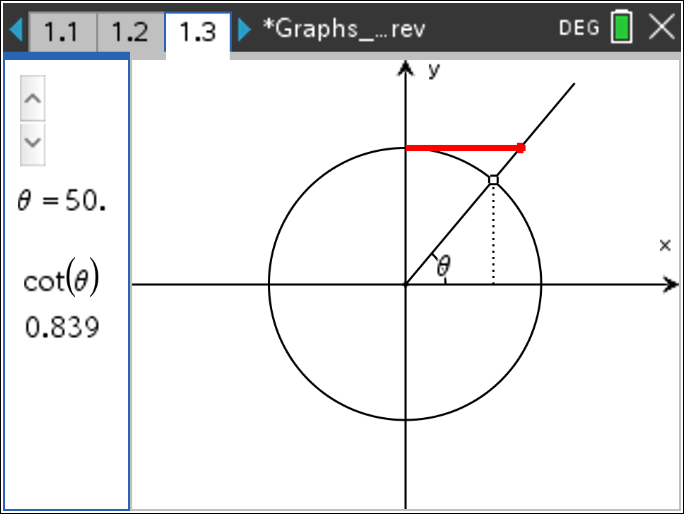 1.1 1.2 1.3 *Graphs_...rev DEG
θ = 50.
cot(θ)
0.839
y
x
θ